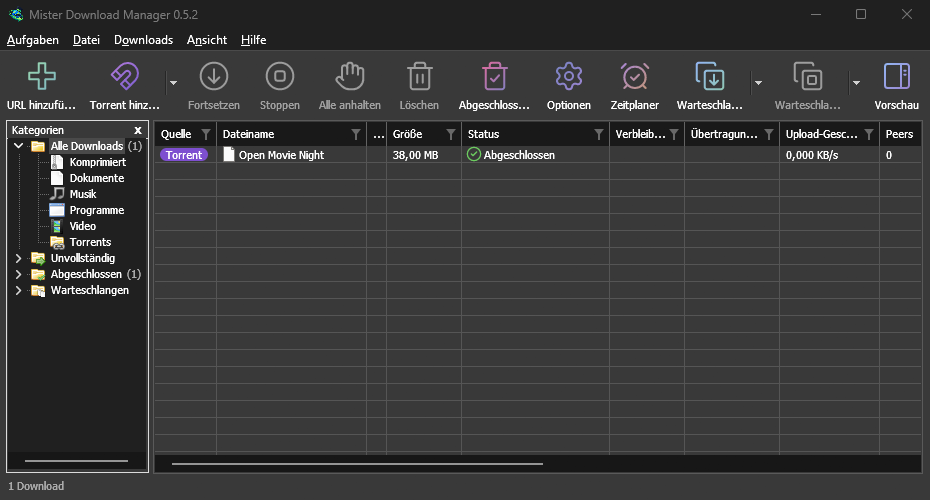 Mister Download Manager 0.5.2
Aufgaben Datei Downloads Ansicht Hilfe
URL hinzufü... Torrent hinz... Fortsetzen Stoppen Alle anhalten Löschen Abgeschloss... Optionen Zeitplaner Warteschla... Warteschla... Vorschau
Kategorien x
Alle Downloads (1)
Komprimiert
Dokumente
Musik
Programme
Video
Torrents
Unvollständig
Abgeschlossen (1)
Warteschlangen
Quelle Dateiname ... Größe Status Verbleib... Übertragun... Upload-Gesc... Peers
Torrent Open Movie Night 38,00 MB Abgeschlossen 0,000 KB/s 0
1 Download